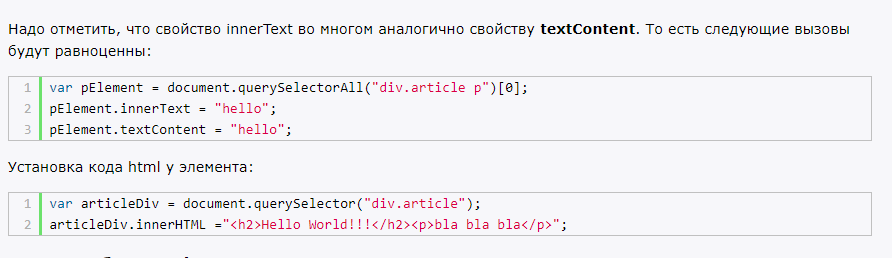 Надо отметить, что свойство innerText во многом аналогично свойству textContent. То есть следующие вызовы
будут равноценны:
1 var pElement = document.querySelectorAll("div.article p")[0];
2 pElement.innerText = "hello";
3 pElement.textContent = "hello";
Установка кода html у элемента:
1 var articleDiv = document.querySelector("div.article");
2 articleDiv.innerHTML ="<h2>Hello World!!!</h2><p>bla bla bla</p>";